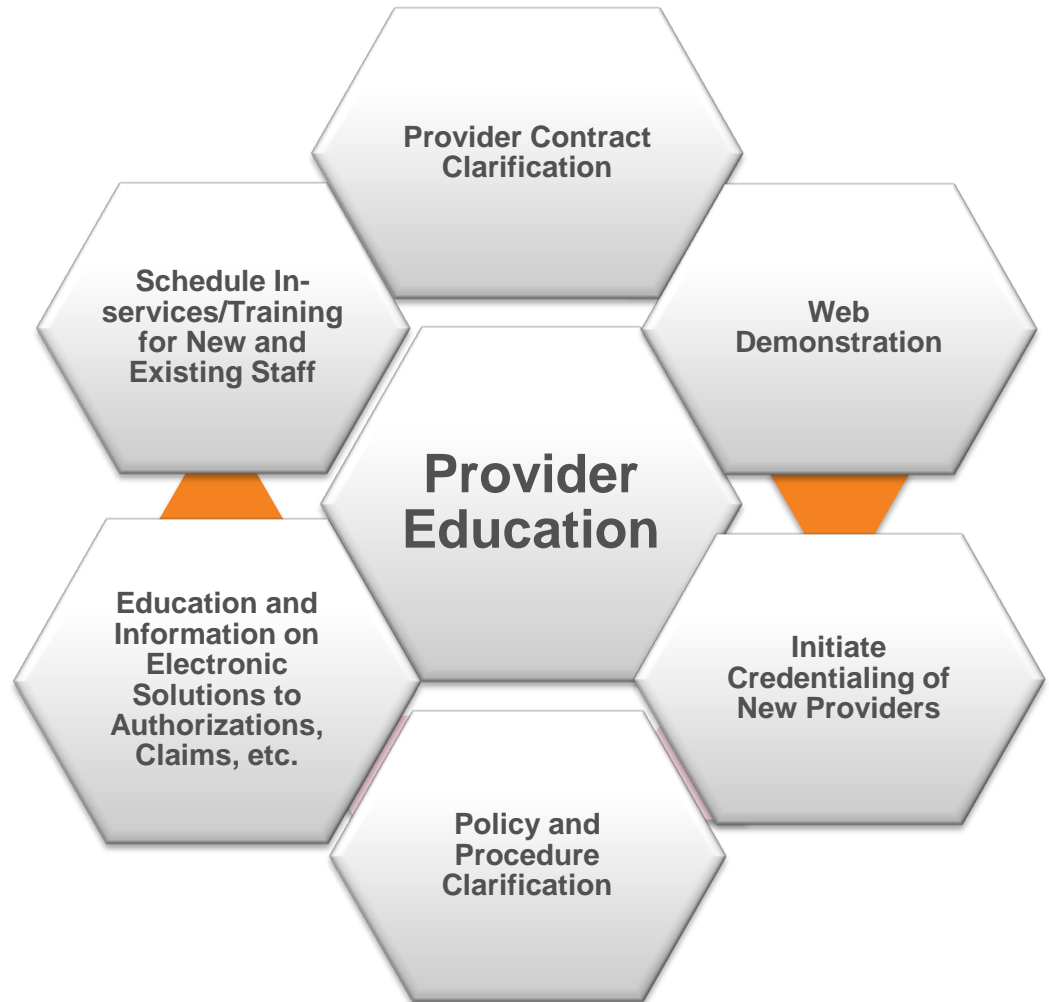 Provider Contract
Clarification
Schedule In-
services/Training
for New and
Existing Staff
Web
Demonstration
Provider
Education
Education and
Information on
Electronic
Solutions to
Authorizations,
Claims, etc.
Initiate
Credentialing of
New Providers
Policy and
Procedure
Clarification